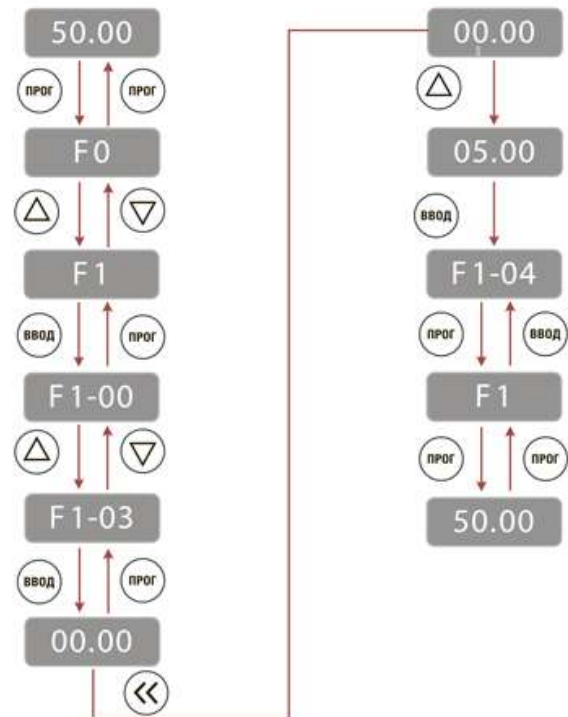 50.00
ПРОГ ПРОГ
F0
F1
ВВОД ПРОГ
F1-00
F1-03
ВВОД ПРОГ
00.00
00.00
05.00
ВВОД
F1-04
ПРОГ ВВОД
F1
ПРОГ ПРОГ
50.00